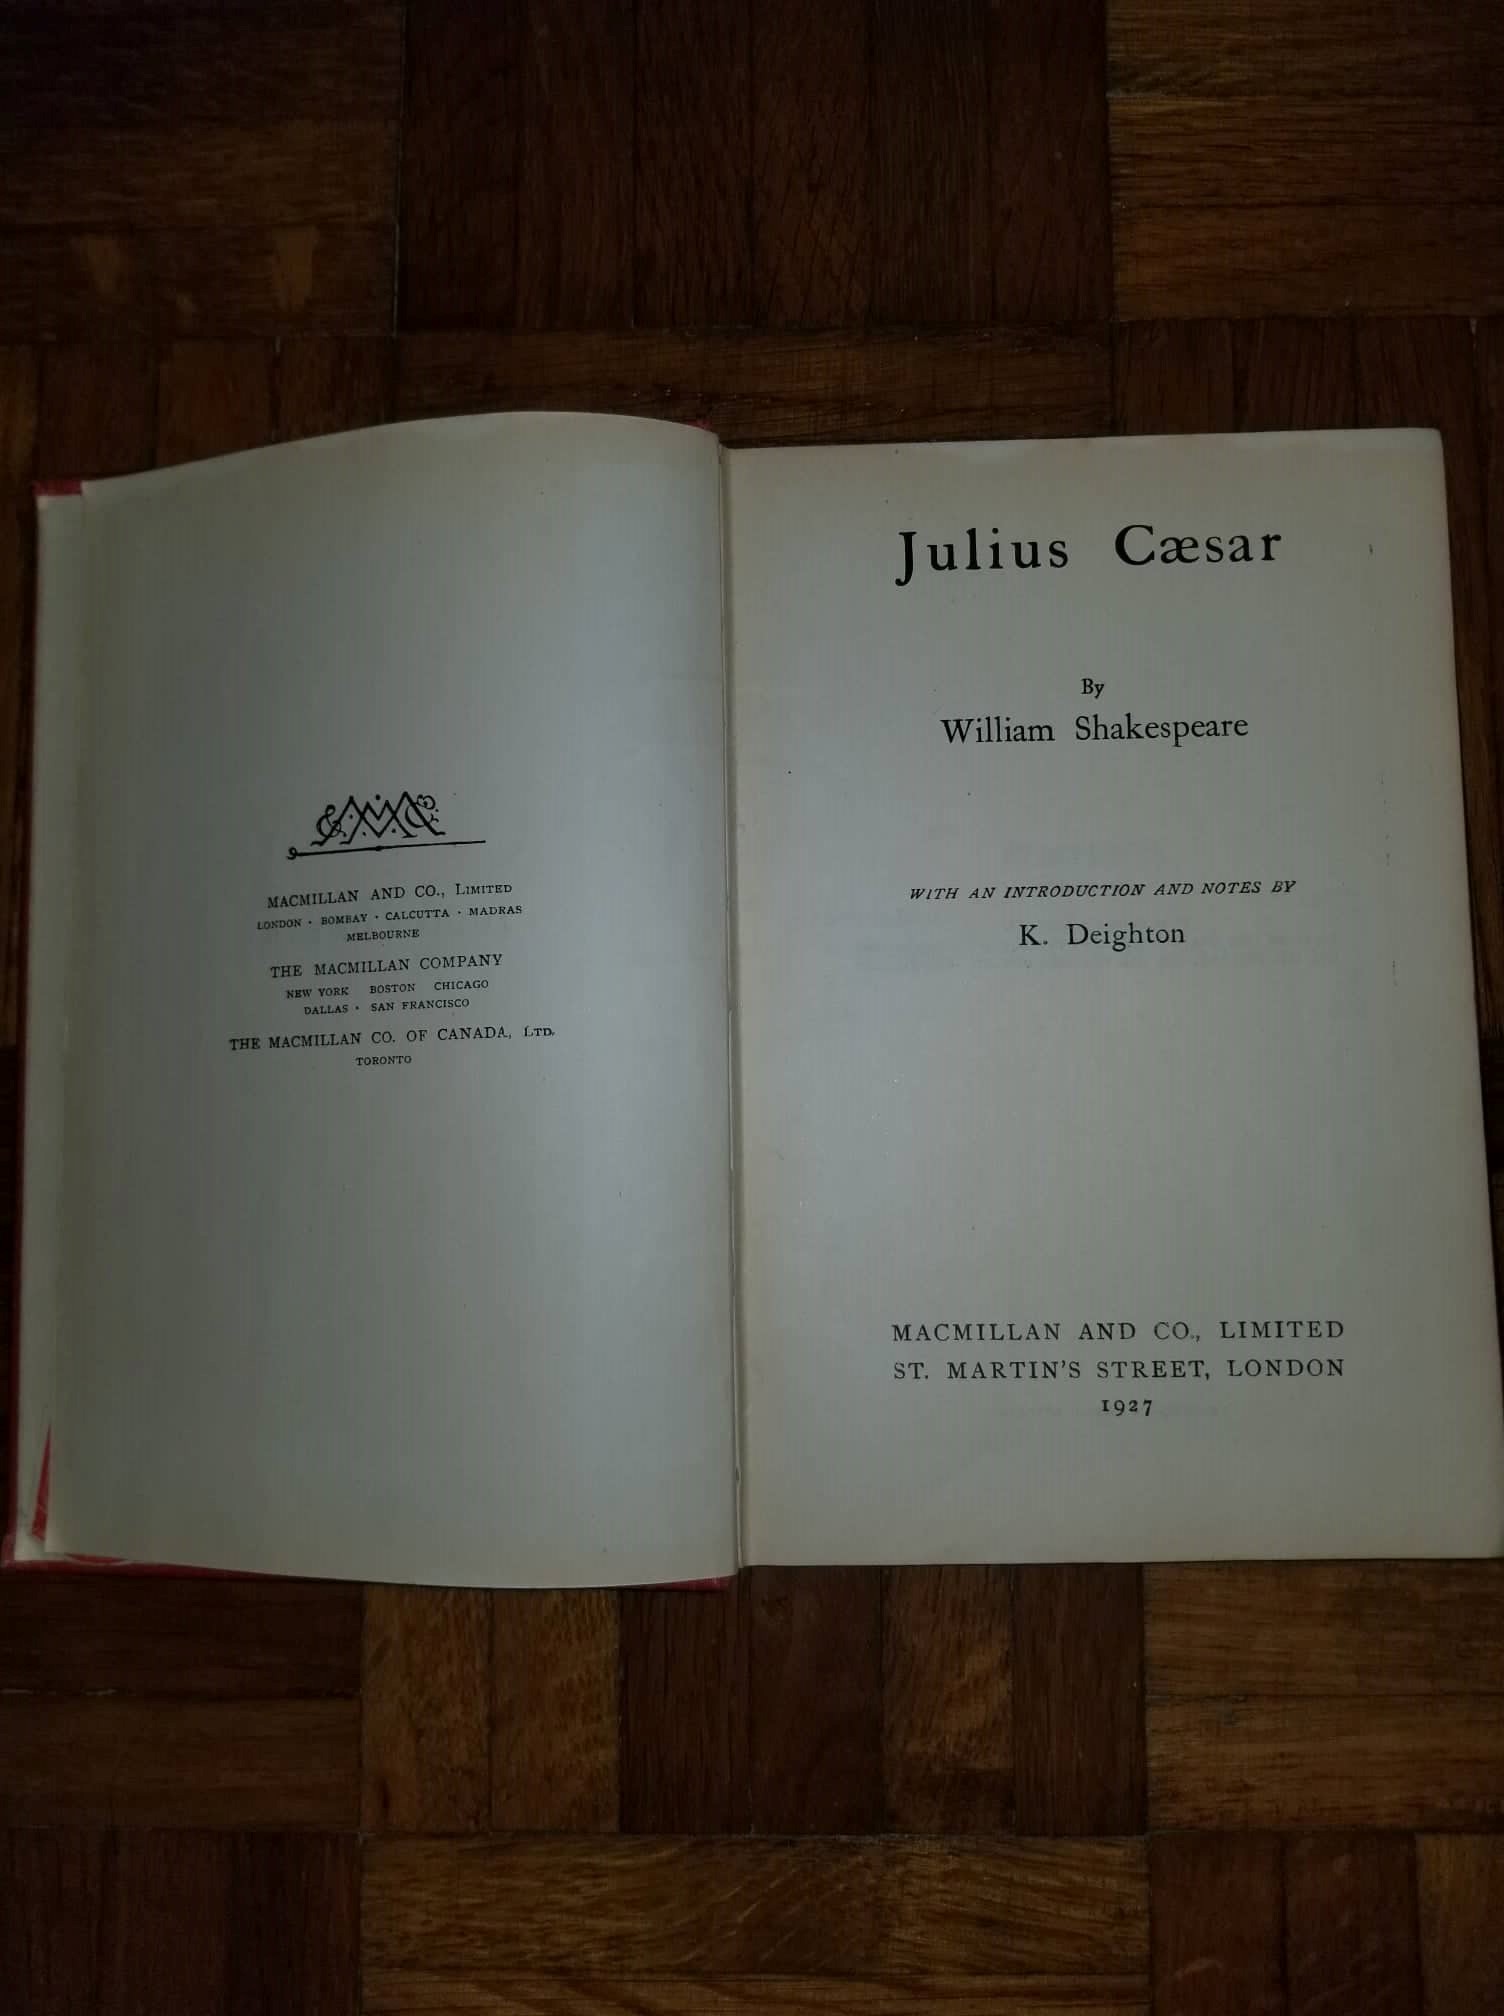 MACMILLAN AND CO., LIMITED
LONDON · BOMBAY · CALCUTTA · MADRAS
MELBOURNE
THE MACMILLAN COMPANY
NEW YORK BOSTON CHICAGO
DALLAS · SAN FRANCISCO
THE MACMILLAN CO. OF CANADA, LTD.
TORONTO
Julius Cæsar
By
William Shakespeare
WITH AN INTRODUCTION AND NOTES BY
K. Deighton
MACMILLAN AND CO., LIMITED
ST. MARTIN'S STREET, LONDON
1927